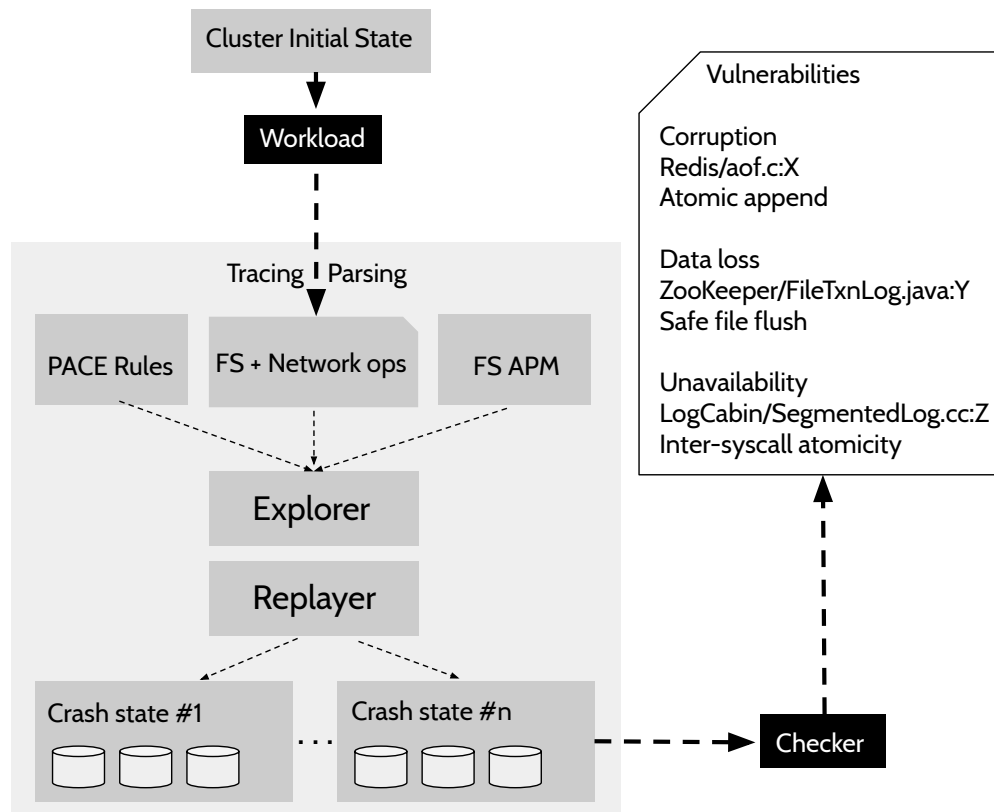 Cluster Initial State
Workload
Tracing Parsing
PACE Rules
FS + Network ops
FS APM
Explorer
Replayer
Crash state #1
. . .
Crash state #n
Checker
Vulnerabilities
Corruption
Redis/aof.c:X
Atomic append
Data loss
ZooKeeper/FileTxnLog.java:Y
Safe file flush
Unavailability
LogCabin/SegmentedLog.cc:Z
Inter-syscall atomicity